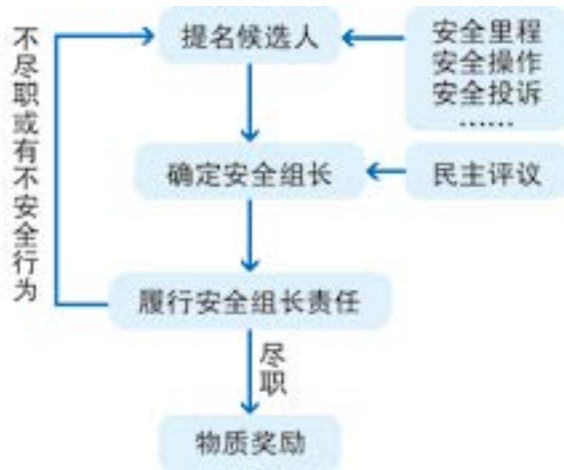 提名候选人
安全里程
安全操作
安全投诉
……
确定安全组长
民主评议
不尽职或有不安全行为
履行安全组长责任
尽职
物质奖励